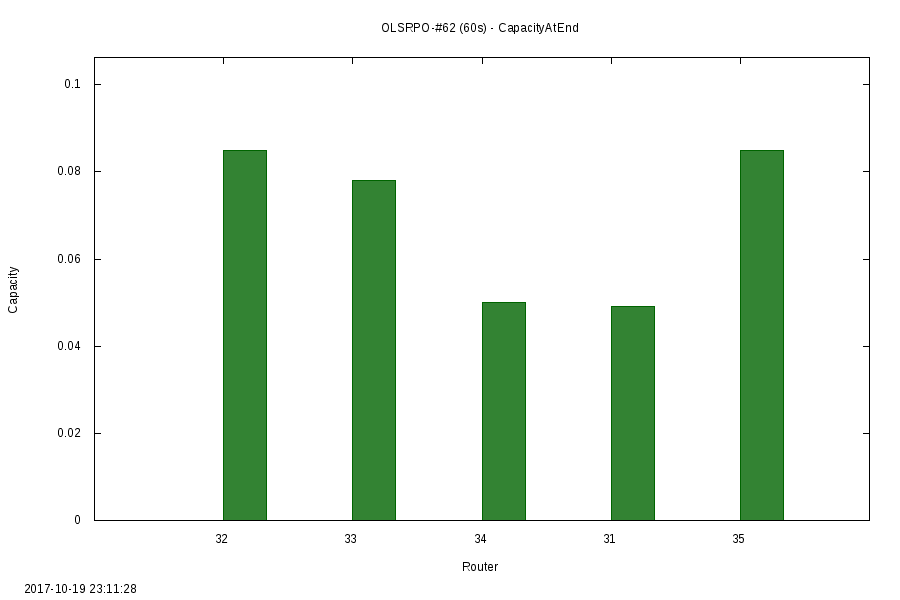 OLSRPO-#62 (60s) - CapacityAtEnd
0.1
0.08
0.06
0.04
0.02
0
Capacity
32 33 34 31 35
Router
2017-10-19 23:11:28